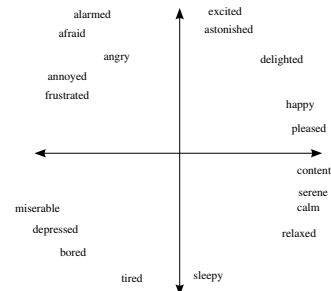 alarmed
excited
afraid
astonished
angry
delighted
annoyed
frustrated
happy
pleased
content
serene
miserable
calm
depressed
relaxed
bored
tired
sleepy